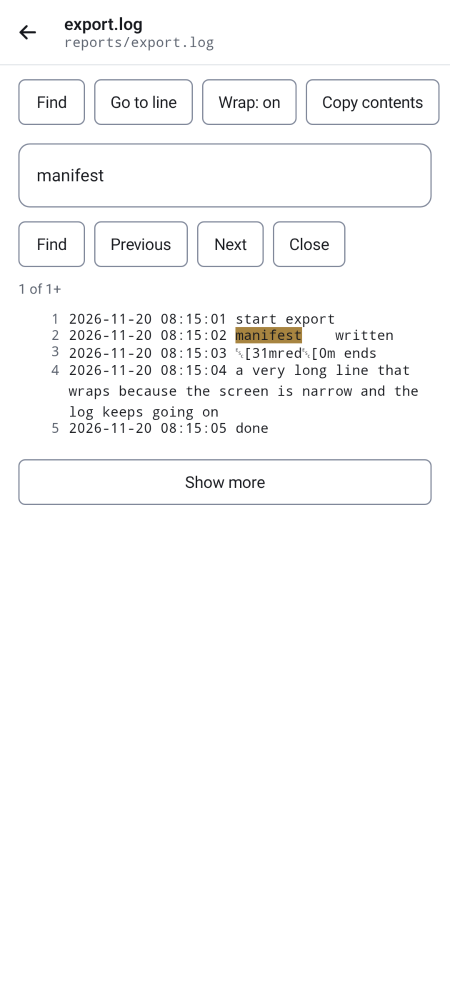 export.log
reports/export.log
Find Go to line Wrap: on Copy contents
manifest
Find Previous Next Close
1 of 1+
1 2026-11-20 08:15:01 start export
2 2026-11-20 08:15:02 manifest    written
3 2026-11-20 08:15:03 ␛[31mred␛[0m ends
4 2026-11-20 08:15:04 a very long line that
wraps because the screen is narrow and the
log keeps going on
5 2026-11-20 08:15:05 done
Show more